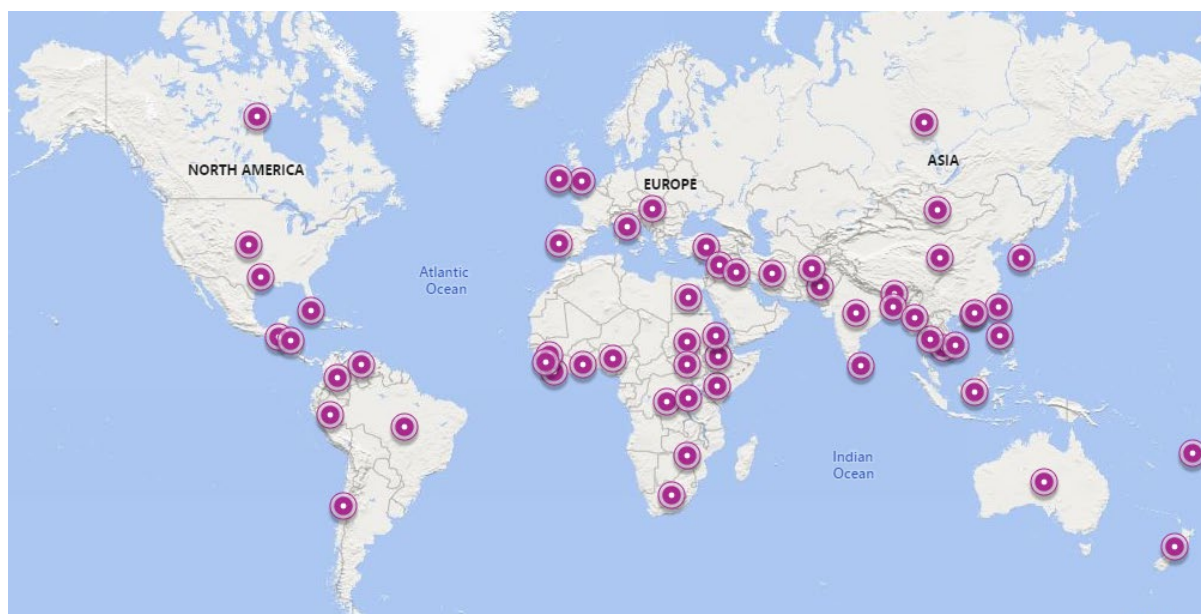 NORTH AMERICA
ASIA
EUROPE
Atlantic
Ocean
Indian
Ocean